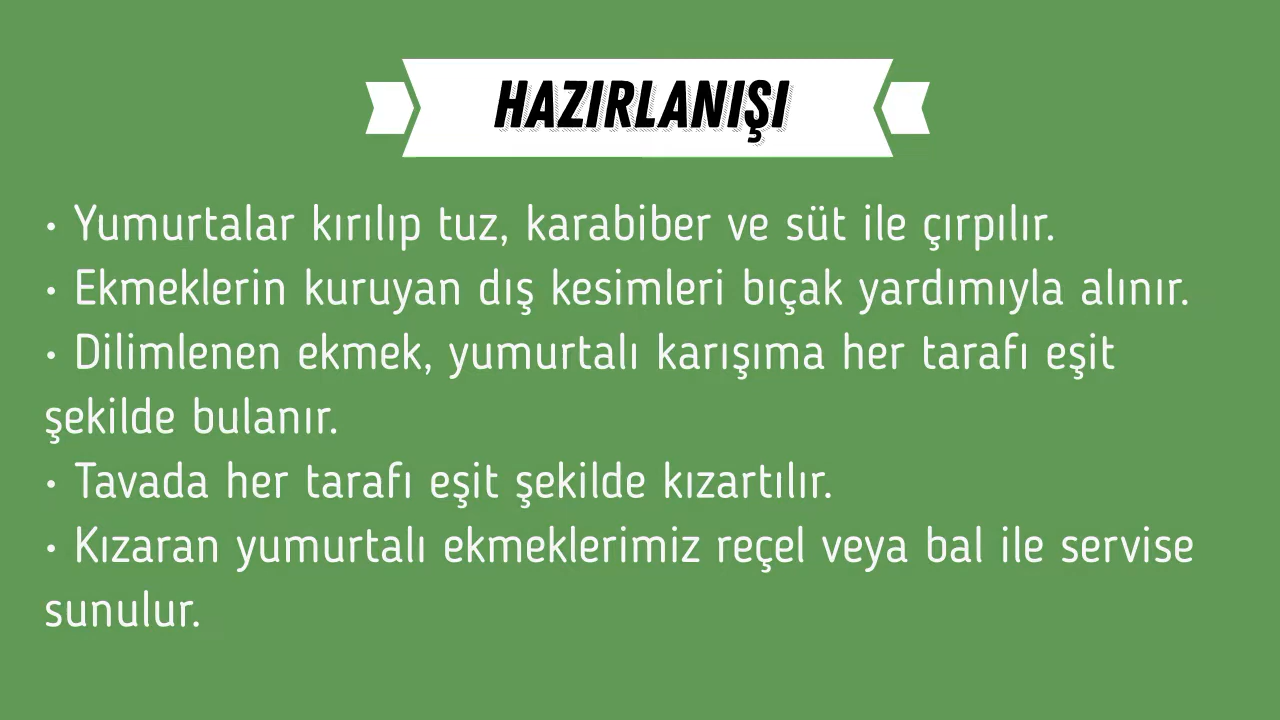 HAZIRLANIŞI
• Yumurtalar kırılıp tuz, karabiber ve süt ile çırpılır.
• Ekmeklerin kuruyan dış kesimleri bıçak yardımıyla alınır.
• Dilimlenen ekmek, yumurtalı karışıma her tarafı eşit
şekilde bulanır.
• Tavada her tarafı eşit şekilde kızartılır.
• Kızaran yumurtalı ekmeklerimiz reçel veya bal ile servise
sunulur.